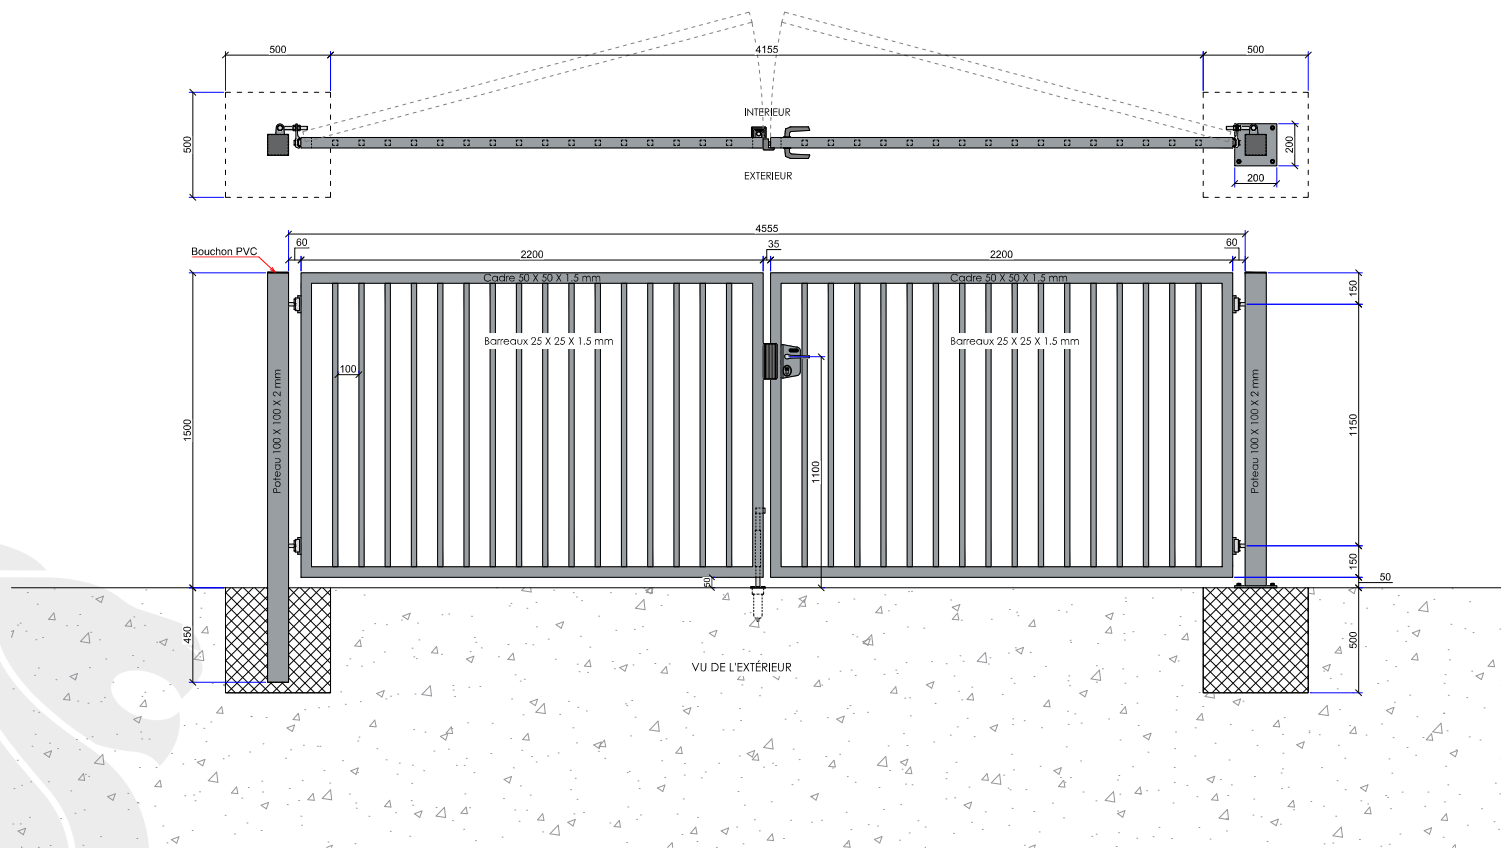 500
4155
500
INTERIEUR
500
200
EXTERIEUR
200
4555
60
35
60
Bouchon PVC
2200
2200
Cadre 50 X 50 X 1.5 mm
Cadre 50 X 50 X 1.5 mm
150
Barreaux 25 X 25 X 1.5 mm
Barreaux 25 X 25 X 1.5 mm
100
1500
Poteau 100 X 100 X 2 mm
1100
Poteau 100 X 100 X 2 mm
1150
150
50
50
450
500
VU DE L'EXTÉRIEUR